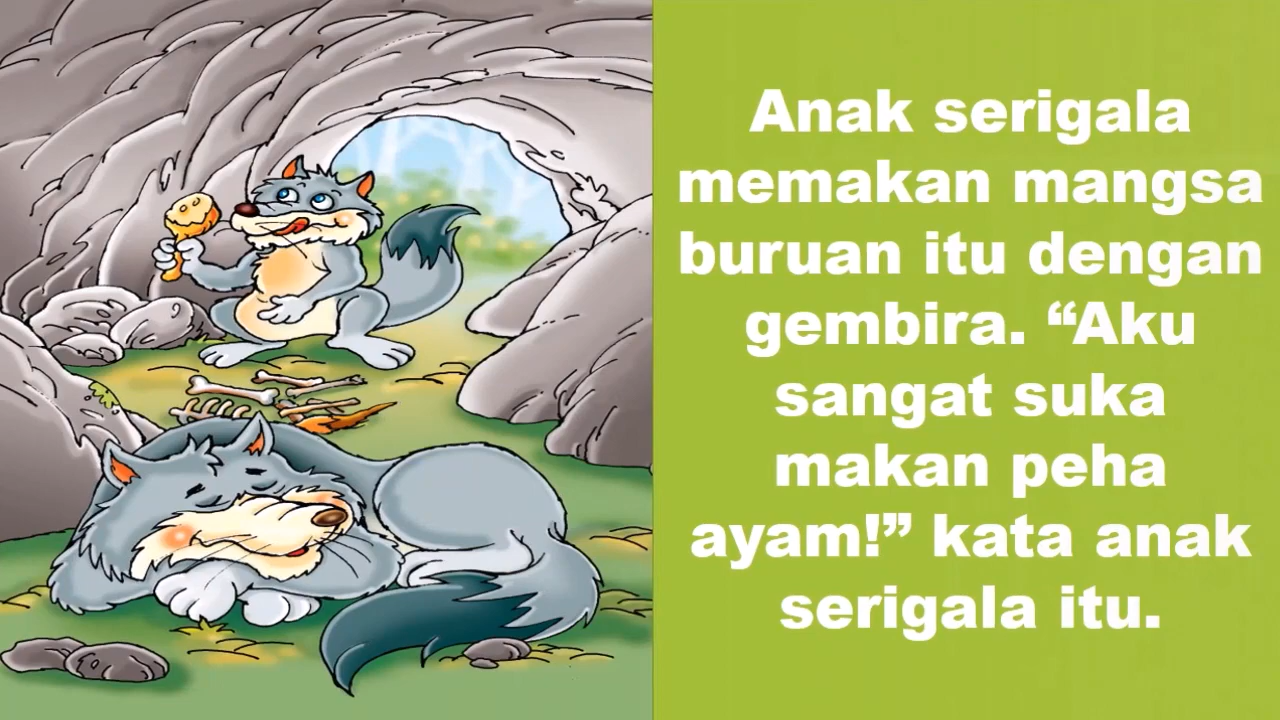 Anak serigala
memakan mangsa
buruan itu dengan
gembira. “Aku
sangat suka
makan peha
ayam!” kata anak
serigala itu.